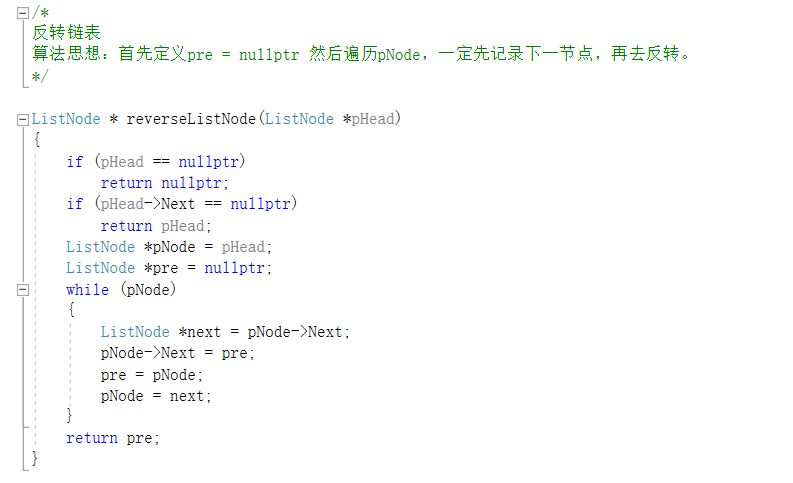 /*
反转链表
算法思想：首先定义pre = nullptr 然后遍历pNode，一定先记录下一节点，再去反转。
*/
ListNode * reverseListNode(ListNode *pHead)
{
    if (pHead == nullptr)
        return nullptr;
    if (pHead->Next == nullptr)
        return pHead;
    ListNode *pNode = pHead;
    ListNode *pre = nullptr;
    while (pNode)
    {
        ListNode *next = pNode->Next;
        pNode->Next = pre;
        pre = pNode;
        pNode = next;
    }
    return pre;
}